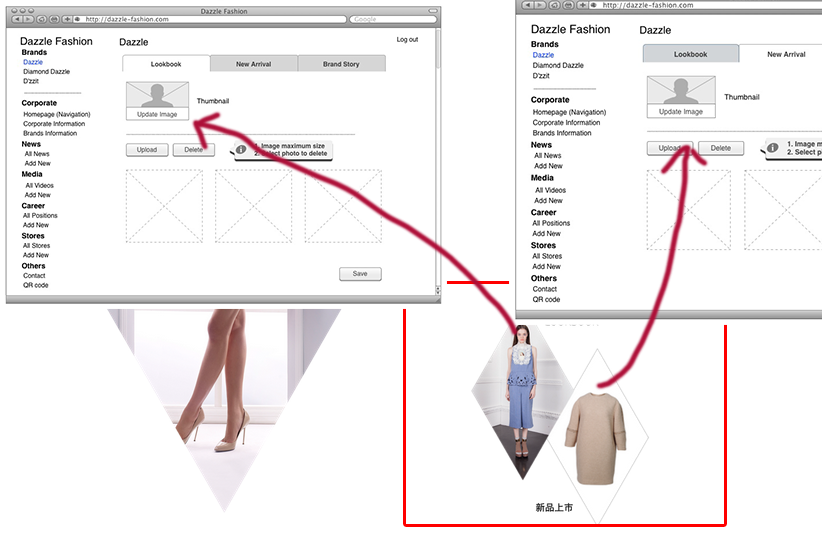 Dazzle Fashion
http://dazzle-fashion.com
Google
Dazzle Fashion
Brands
Dazzle
Diamond Dazzle
D'zzit
Corporate
Homepage (Navigation)
Corporate Information
Brands Information
News
All News
Add New
Media
All Videos
Add New
Career
All Positions
Add New
Stores
All Stores
Add New
Others
Contact
QR code
Dazzle
Log out
Lookbook
New Arrival
Brand Story
Update Image
Thumbnail
Upload
Delete
1. Image maximum size
2. Select photo to delete
Save
http://dazzle-fashion.com
Dazzle Fashion
Brands
Dazzle
Diamond Dazzle
D'zzit
Corporate
Homepage (Navigation)
Corporate Information
Brands Information
News
All News
Add New
Media
All Videos
Add New
Career
All Positions
Add New
Stores
All Stores
Add New
Others
Contact
QR code
Dazzle
Lookbook
New Arrival
Update Image
Thumbnail
Upload
Delete
1. Image m
2. Select p
新品上市